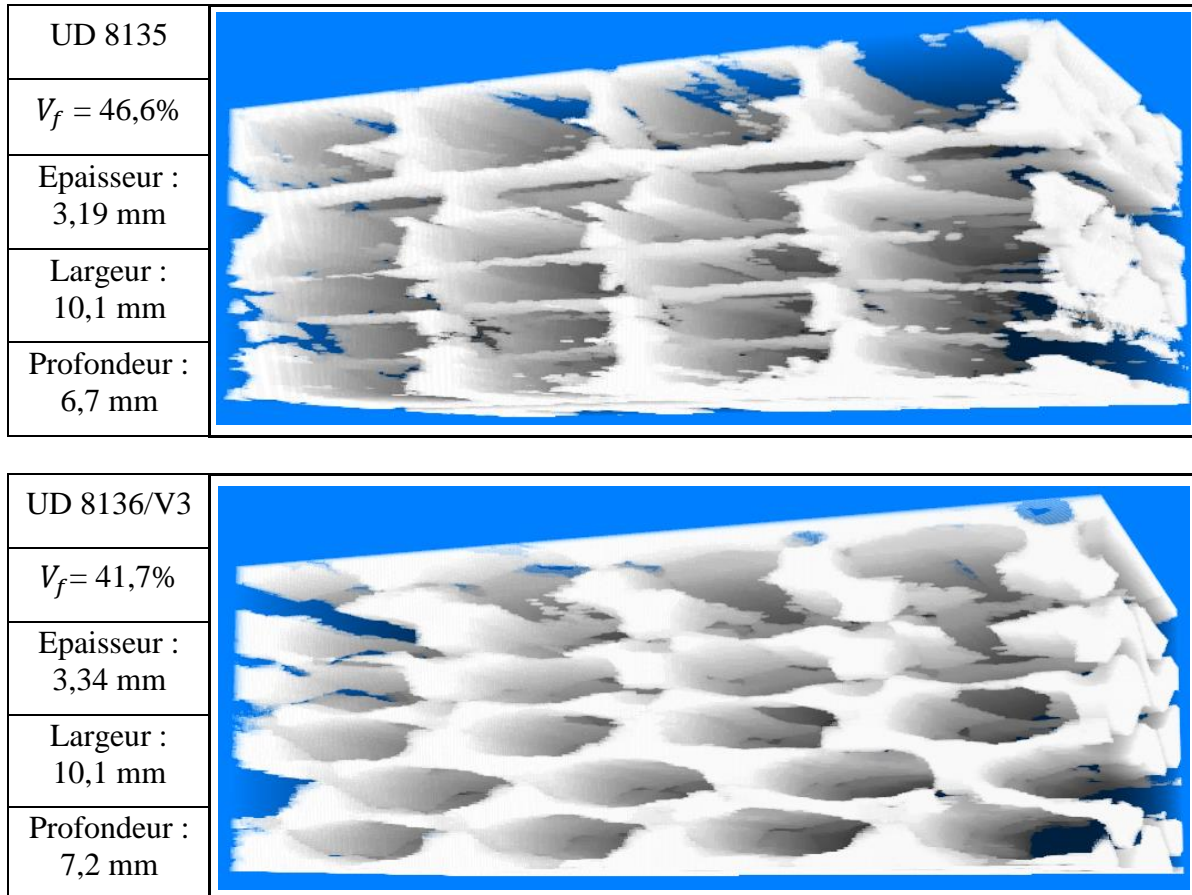 UD 8135
V_f = 46,6%
Epaisseur :
3,19 mm
Largeur :
10,1 mm
Profondeur :
6,7 mm
UD 8136/V3
V_f= 41,7%
Epaisseur :
3,34 mm
Largeur :
10,1 mm
Profondeur :
7,2 mm